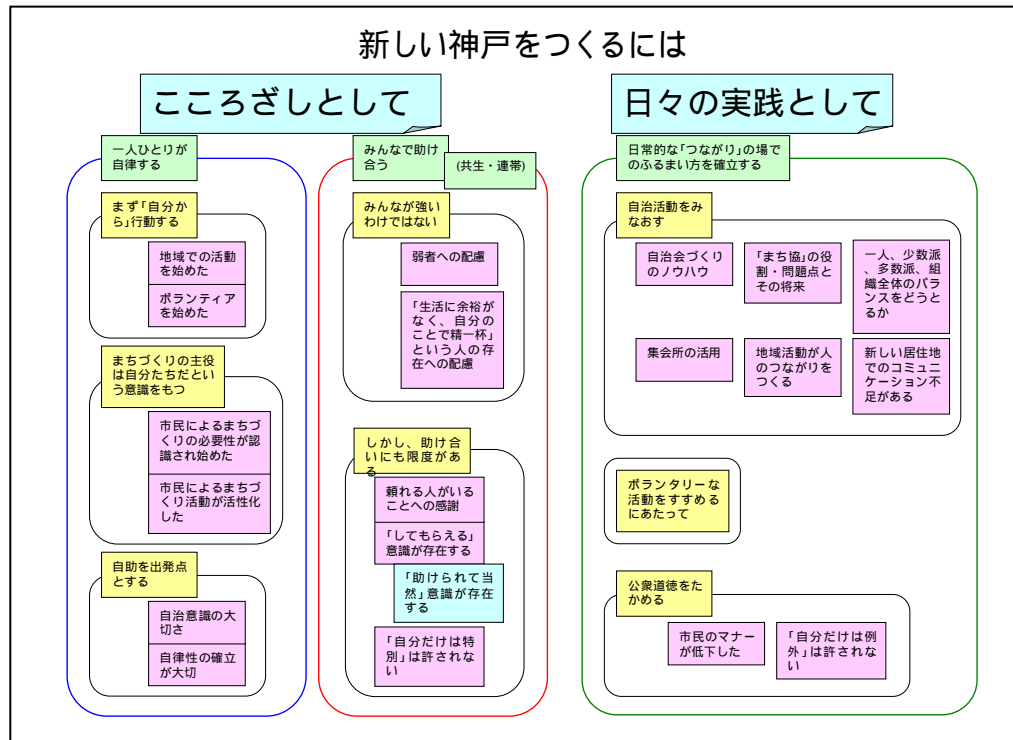 新しい神戸をつくるには
こころざしとして
一人ひとりが
自律する
まず「自分か
ら」行動する
地域での活動
を始めた
ボランティア
を始めた
まちづくりの主役
は自分たちだとい
う意識をもつ
市民によるまちづ
くりの必要性が認
識され始めた
市民によるまちづ
くり活動が活性化
した
自助を出発点
とする
自治意識の大
切さ
自律性の確立
が大切
みんなで助け
合う
(共生・連帯)
みんなが強い
わけではない
弱者への配慮
「生活に余裕が
なく、自分の
ことで精一杯」
という人の存
在への配慮
しかし、助け合
いにも限度があ
る
頼れる人がいる
ことへの感謝
「してもらえる」
意識が存在する
「助けられて当
然」意識が存在
する
「自分だけは特
別」は許されな
い
日々の実践として
日常的な「つながり」の場で
のふるまい方を確立する
自治活動をみ
なおす
自治会づくり
のノウハウ
「まち協」の役
割・問題点と
その将来
一人、少数派
、多数派、組
織全体のバラ
ンスをどうと
るか
集会所の活用
地域活動が人
のつながりを
つくる
新しい居住地
でのコミュニ
ケーション不
足がある
ボランタリーな
活動をすすめる
にあたって
公衆道徳をた
かめる
市民のマナー
が低下した
「自分だけは例
外」は許されな
い